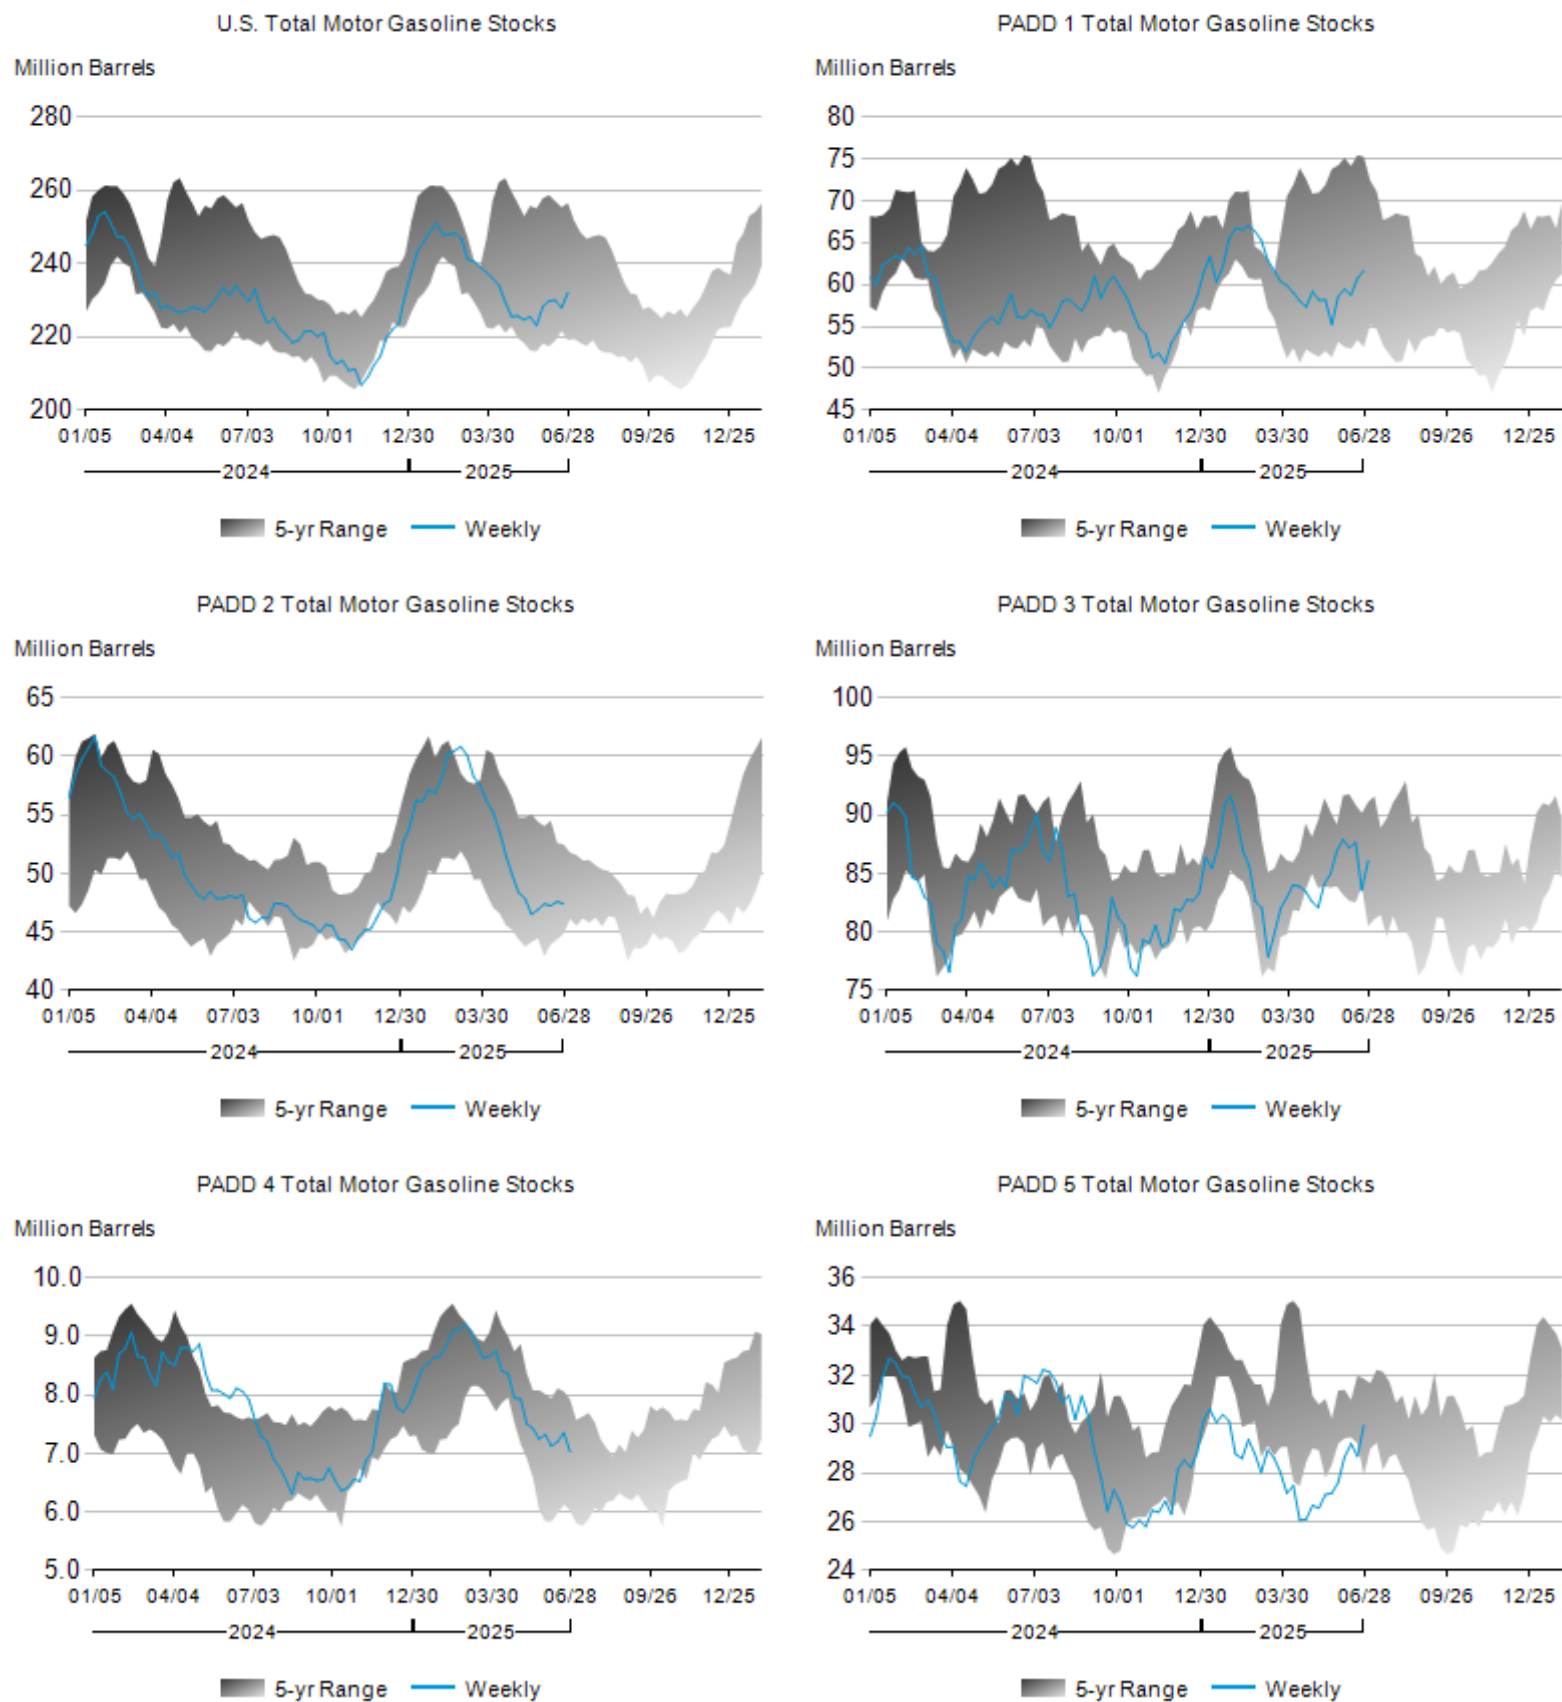 U.S. Total Motor Gasoline Stocks
Million Barrels
280
260
240
220
200
01/05 04/04 07/03 10/01 12/30 03/30 06/28 09/26 12/25
2024 2025
5-yr Range Weekly
PADD 1 Total Motor Gasoline Stocks
Million Barrels
80
75
70
65
60
55
50
45
01/05 04/04 07/03 10/01 12/30 03/30 06/28 09/26 12/25
2024 2025
5-yr Range Weekly
PADD 2 Total Motor Gasoline Stocks
Million Barrels
65
60
55
50
45
40
01/05 04/04 07/03 10/01 12/30 03/30 06/28 09/26 12/25
2024 2025
5-yr Range Weekly
PADD 3 Total Motor Gasoline Stocks
Million Barrels
100
95
90
85
80
75
01/05 04/04 07/03 10/01 12/30 03/30 06/28 09/26 12/25
2024 2025
5-yr Range Weekly
PADD 4 Total Motor Gasoline Stocks
Million Barrels
10.0
9.0
8.0
7.0
6.0
5.0
01/05 04/04 07/03 10/01 12/30 03/30 06/28 09/26 12/25
2024 2025
5-yr Range Weekly
PADD 5 Total Motor Gasoline Stocks
Million Barrels
36
34
32
30
28
26
24
01/05 04/04 07/03 10/01 12/30 03/30 06/28 09/26 12/25
2024 2025
5-yr Range Weekly